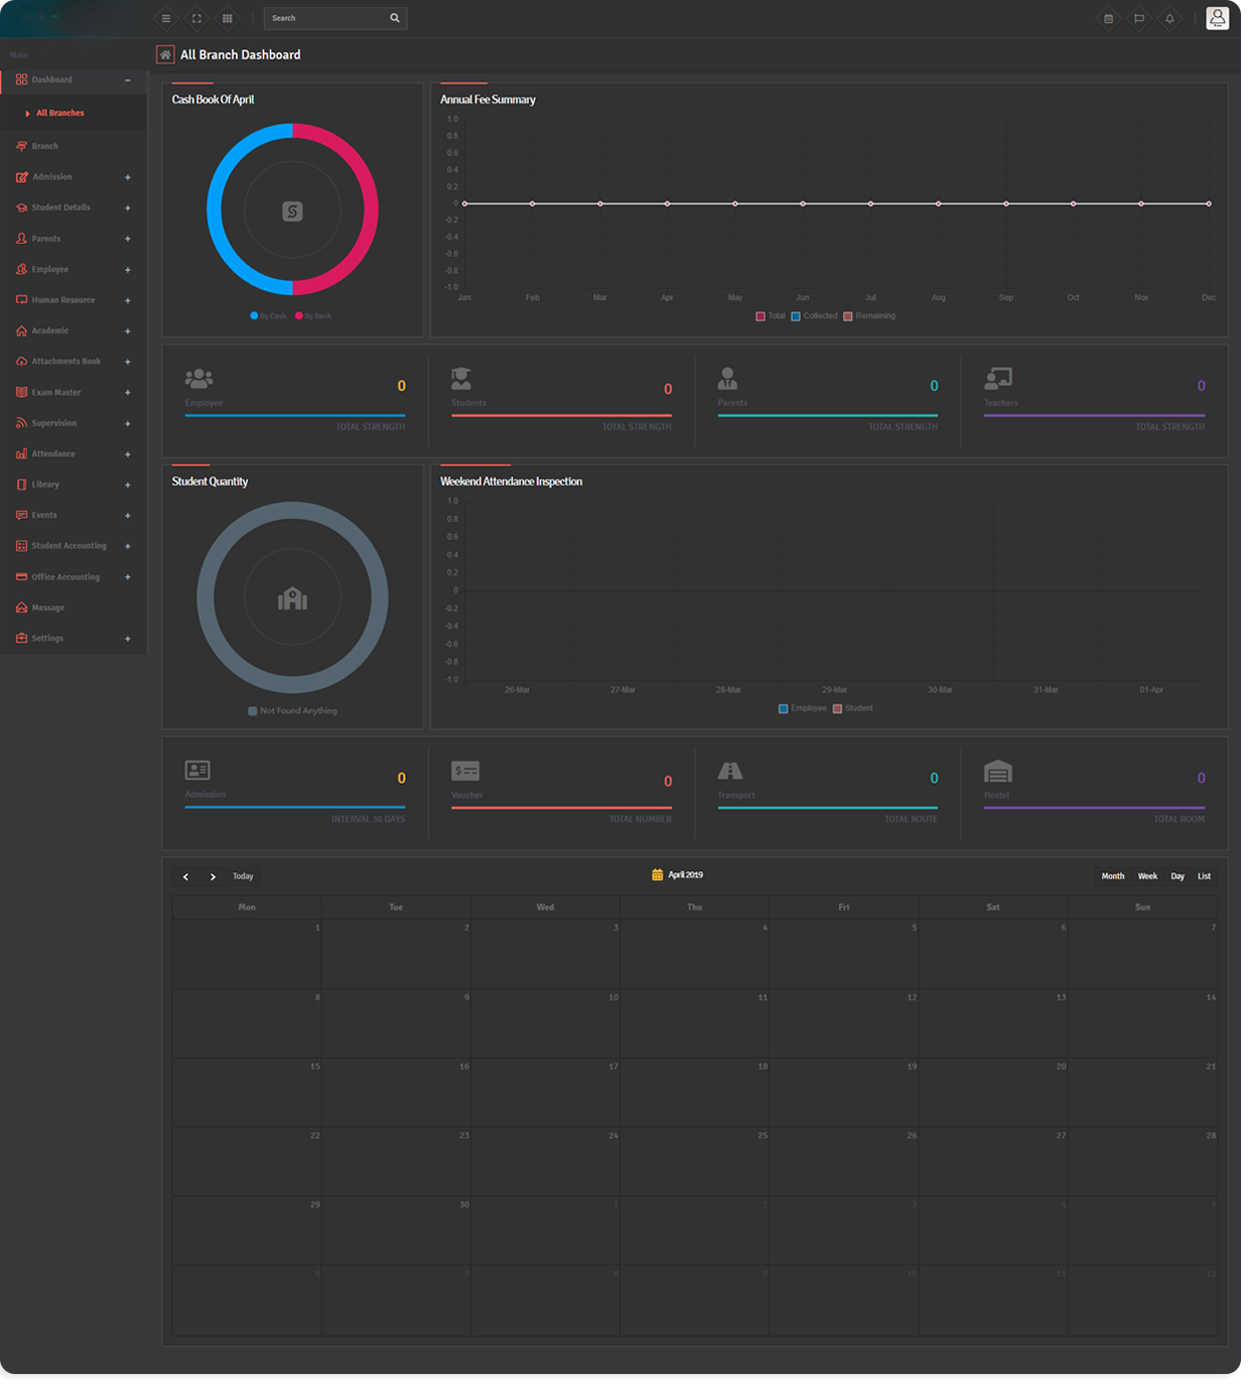 Search
Main
All Branch Dashboard
Dashboard
All Branches
Branch
Admission
Student Details
Parents
Employee
Human Resource
Academic
Attachments Book
Exam Master
Supervision
Attendance
Library
Events
Student Accounting
Office Accounting
Message
Settings
Cash Book Of April
By Cash By Bank
Annual Fee Summary
1.0
0.8
0.6
0.4
0.2
0
-0.2
-0.4
-0.6
-0.8
-1.0
Jan Feb Mar Apr May Jun Jul Aug Sep Oct Nov Dec
Total Collected Remaining
Employee 0
TOTAL STRENGTH
Students 0
TOTAL STRENGTH
Parents 0
TOTAL STRENGTH
Teachers 0
TOTAL STRENGTH
Student Quantity
Not Found Anything
Weekend Attendance Inspection
1.0
0.8
0.6
0.4
0.2
0
-0.2
-0.4
-0.6
-0.8
-1.0
26-Mar 27-Mar 28-Mar 29-Mar 30-Mar 31-Mar 01-Apr
Employee Student
Admission 0
INTERVAL 30 DAYS
Voucher 0
TOTAL NUMBER
Transport 0
TOTAL ROUTE
Hostel 0
TOTAL ROOM
Today April 2019 Month Week Day List
Mon Tue Wed Thu Fri Sat Sun
1 2 3 4 5 6 7
8 9 10 11 12 13 14
15 16 17 18 19 20 21
22 23 24 25 26 27 28
29 30 1 2 3 4 5
6 7 8 9 10 11 12